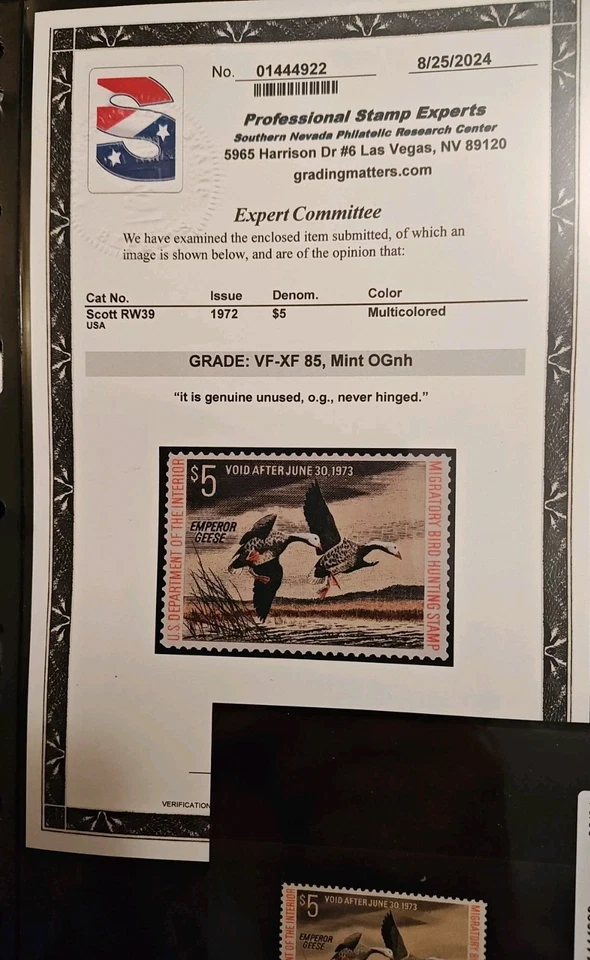 No. 01444922
8/25/2024
Professional Stamp Experts
Southern Nevada Philatelic Research Center
5965 Harrison Dr #6 Las Vegas, NV 89120
gradingmatters.com
Expert Committee
We have examined the enclosed item submitted, of which an
image is shown below, and are of the opinion that:
Cat No. Issue Denom. Color
Scott RW39 1972 $5 Multicolored
USA
GRADE: VF-XF 85, Mint OGnh
“it is genuine unused, o.g., never hinged.”
$5 VOID AFTER JUNE 30, 1973
U.S. DEPARTMENT OF THE INTERIOR
EMPEROR
GEESE
MIGRATORY BIRD HUNTING STAMP
VERIFICATION
$5 VOID AFTER JUNE 30, 1973
OF THE INTERIOR
EMPEROR
GEESE
MIGRATORY